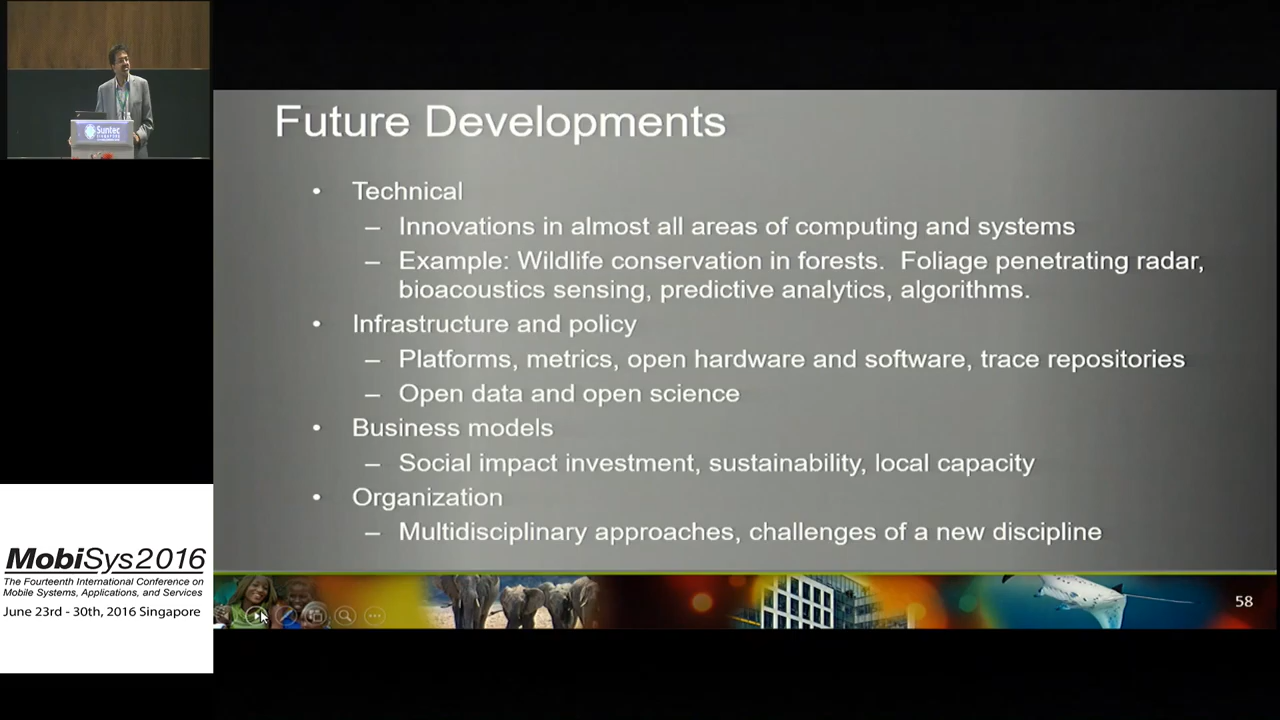 Suntec
SINGAPORE
Future Developments
• Technical
– Innovations in almost all areas of computing and systems
– Example: Wildlife conservation in forests. Foliage penetrating radar,
bioacoustics sensing, predictive analytics, algorithms.
• Infrastructure and policy
– Platforms, metrics, open hardware and software, trace repositories
– Open data and open science
• Business models
– Social impact investment, sustainability, local capacity
• Organization
– Multidisciplinary approaches, challenges of a new discipline
58
MobiSys2016
The Fourteenth International Conference on
Mobile Systems, Applications, and Services
June 23rd - 30th, 2016 Singapore